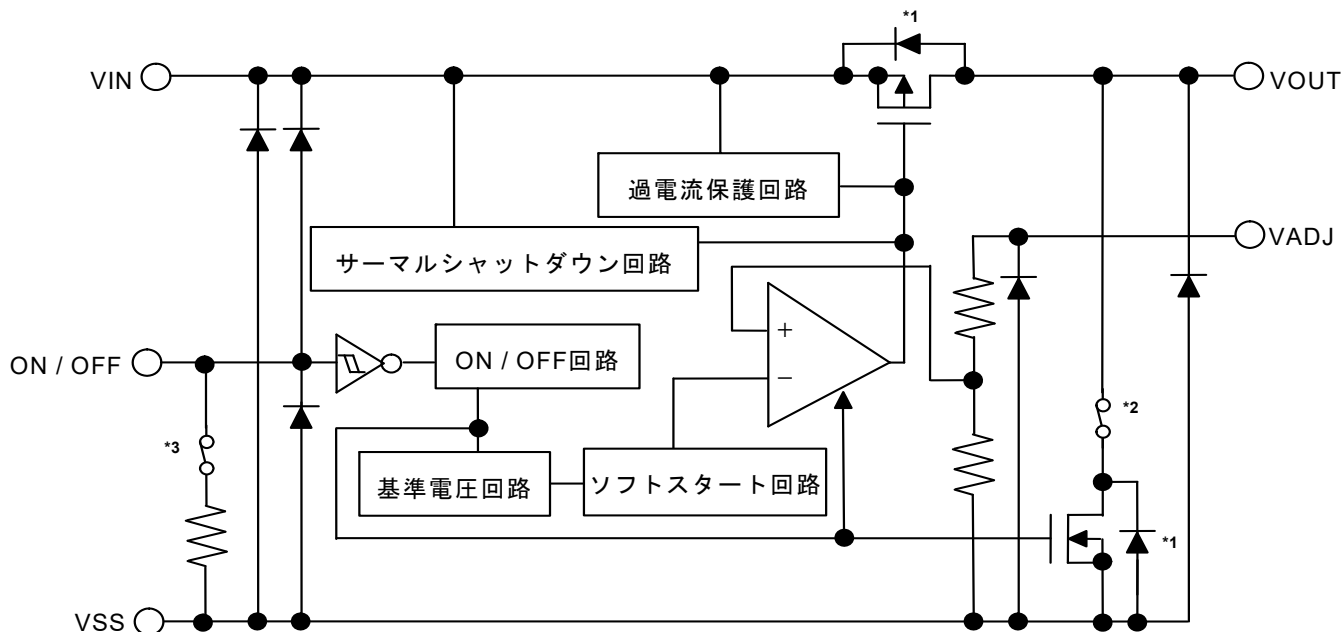 *1
VIN
VOUT
過電流保護回路
VADJ
サーマルシャットダウン回路
+
ON / OFF
ON / OFF回路
−
*2
*3
基準電圧回路
ソフトスタート回路
*1
VSS